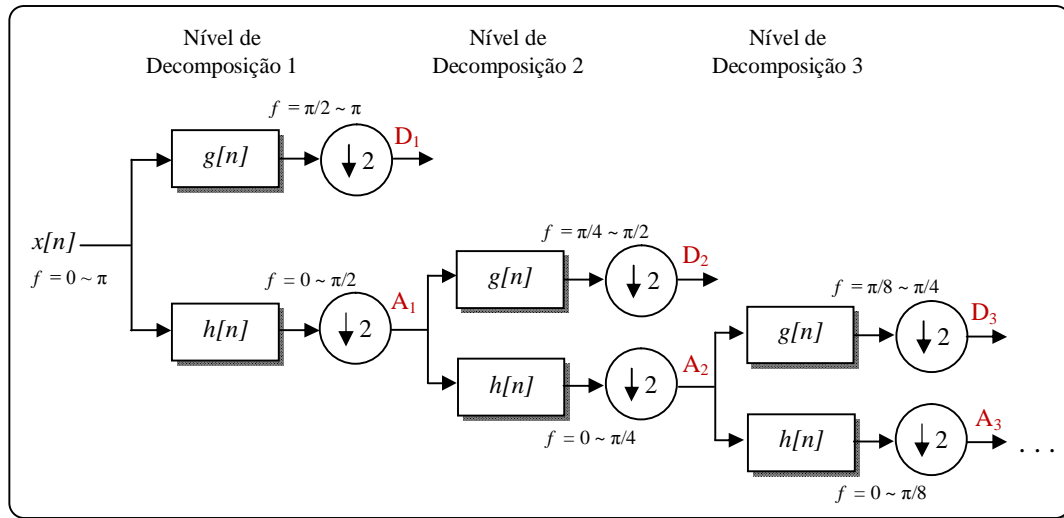 Nível de
Decomposição 1
Nível de
Decomposição 2
Nível de
Decomposição 3
f = π/2 ~ π
D₁
g[n]
↓ 2
x[n]
f = 0 ~ π
f = 0 ~ π/2
A₁
h[n]
↓ 2
f = π/4 ~ π/2
D₂
g[n]
↓ 2
A₂
h[n]
↓ 2
f = 0 ~ π/4
f = π/8 ~ π/4
D₃
g[n]
↓ 2
A₃
h[n]
↓ 2
. . .
f = 0 ~ π/8